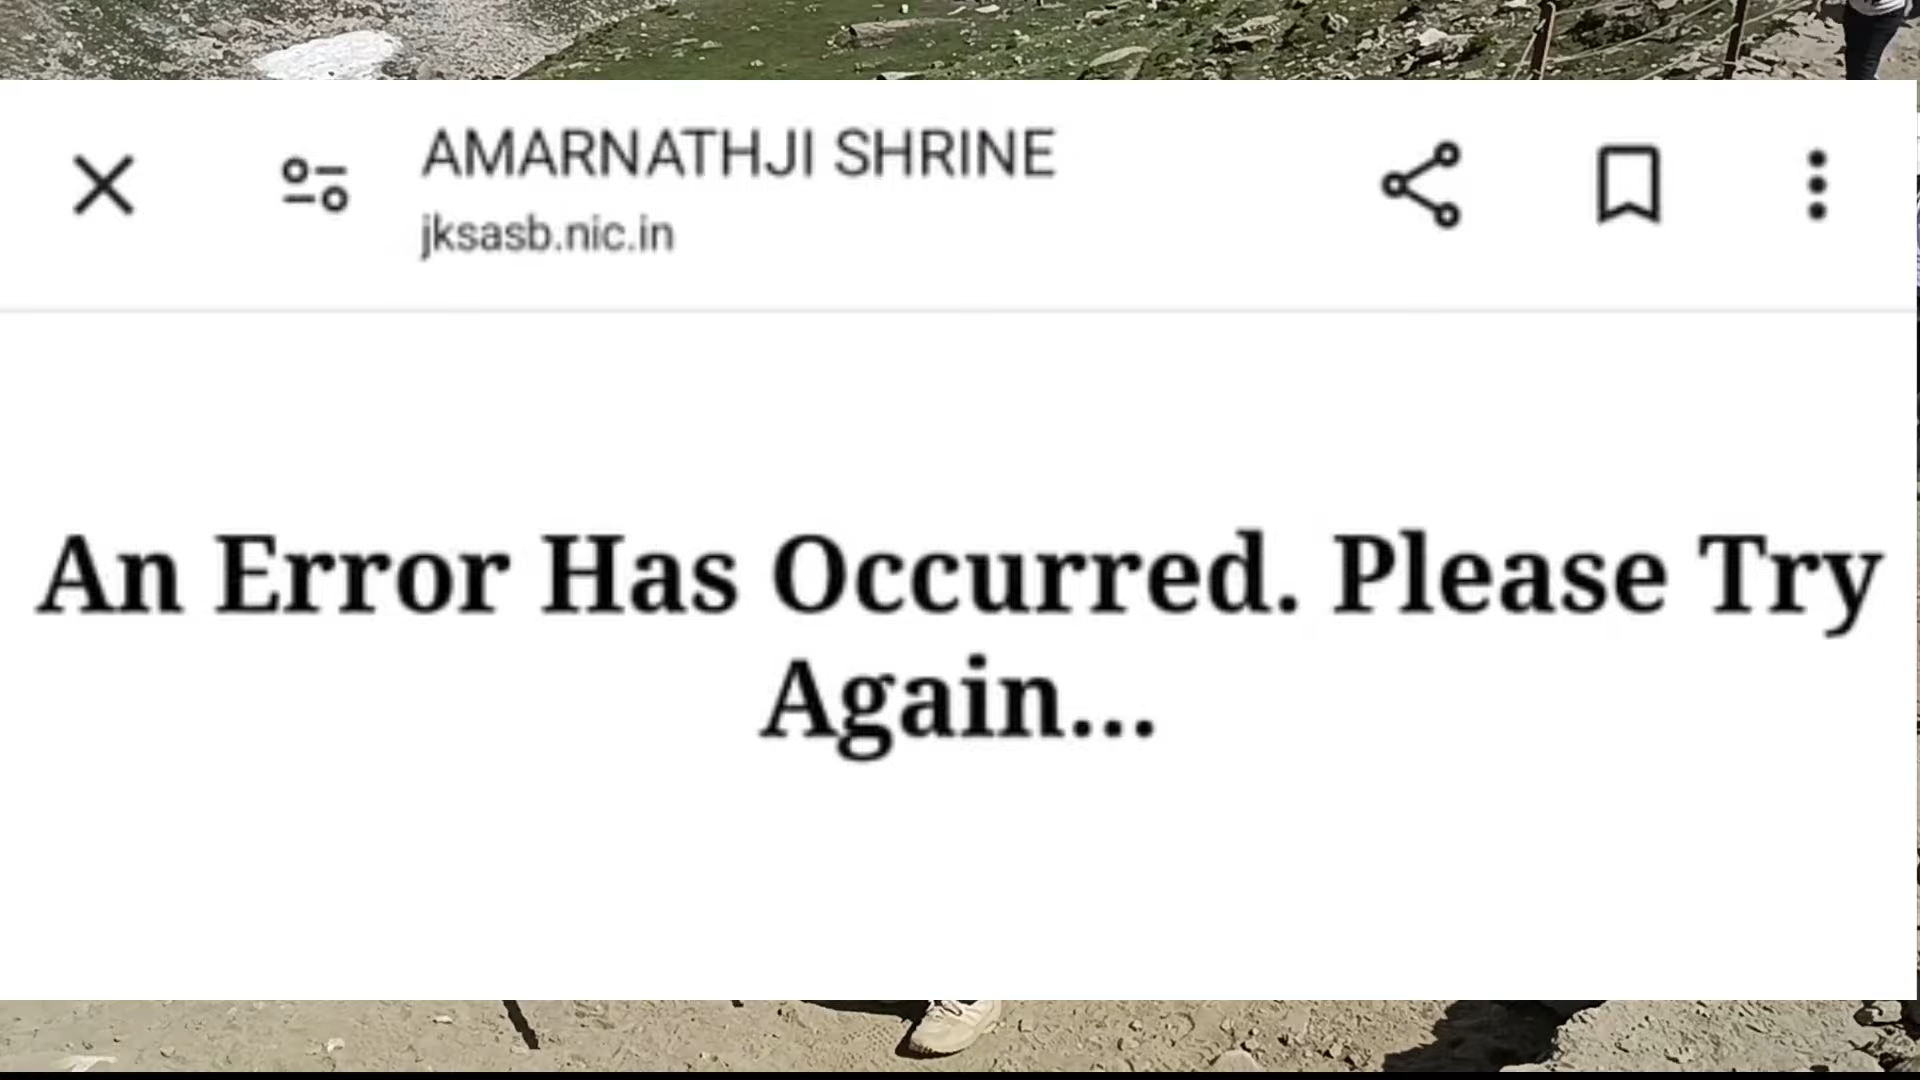 AMARNATHJI SHRINE
jksasb.nic.in
An Error Has Occurred. Please Try
Again...